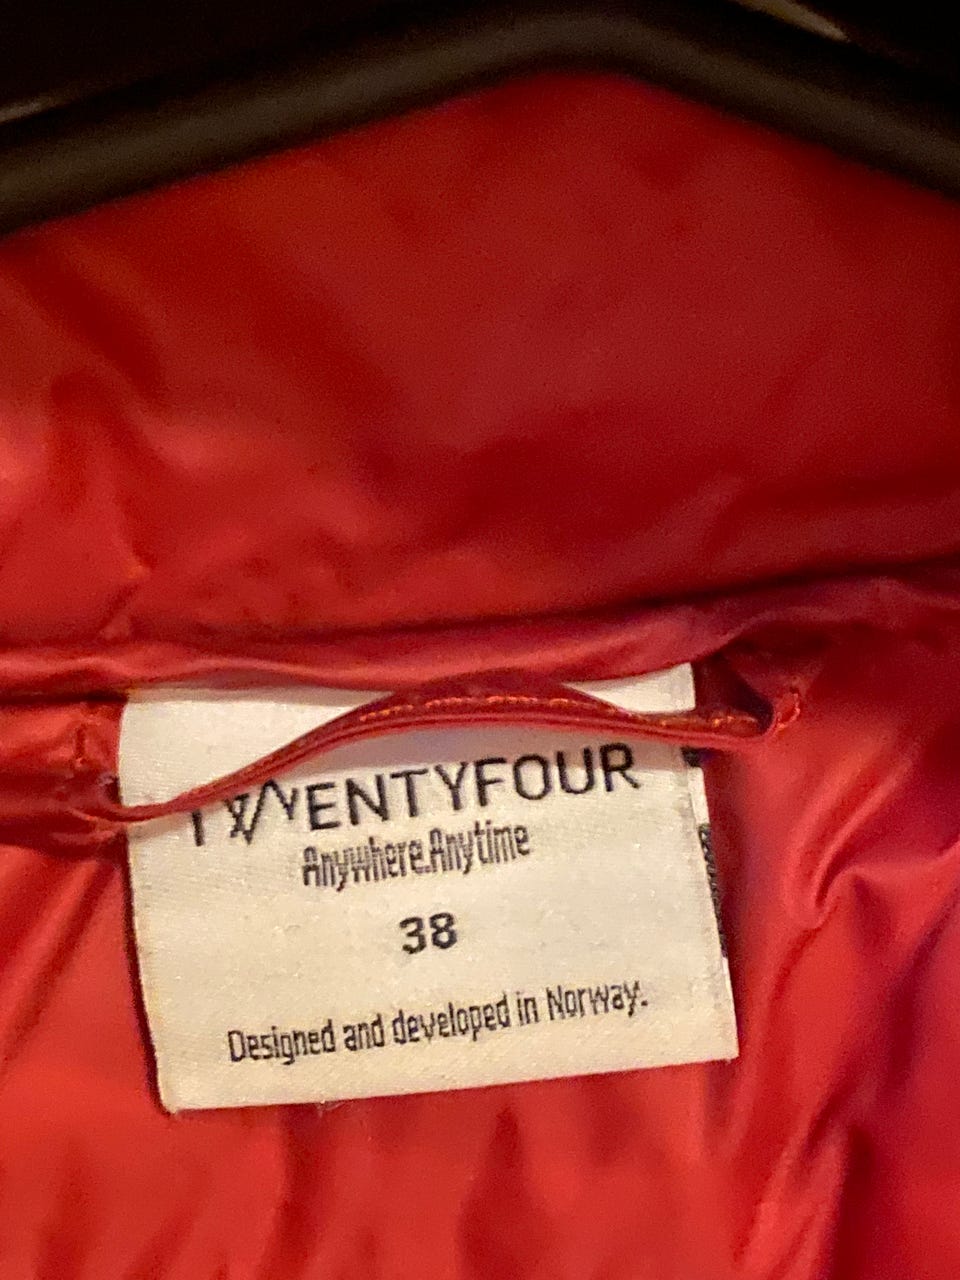 TWENTYFOUR
Anywhere.Anytime
38
Designed and developed in Norway.